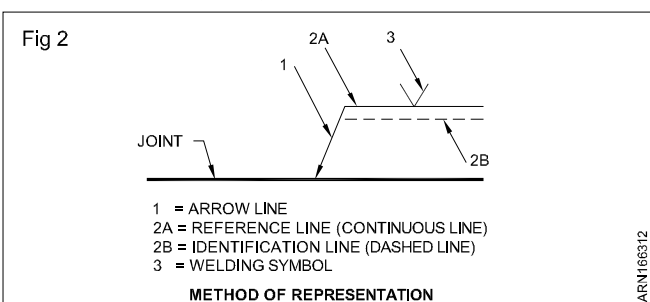 Fig 2
2A
3
1
JOINT
2B
1 = ARROW LINE
2A = REFERENCE LINE (CONTINUOUS LINE)
2B = IDENTIFICATION LINE (DASHED LINE)
3 = WELDING SYMBOL
METHOD OF REPRESENTATION
ARN166312